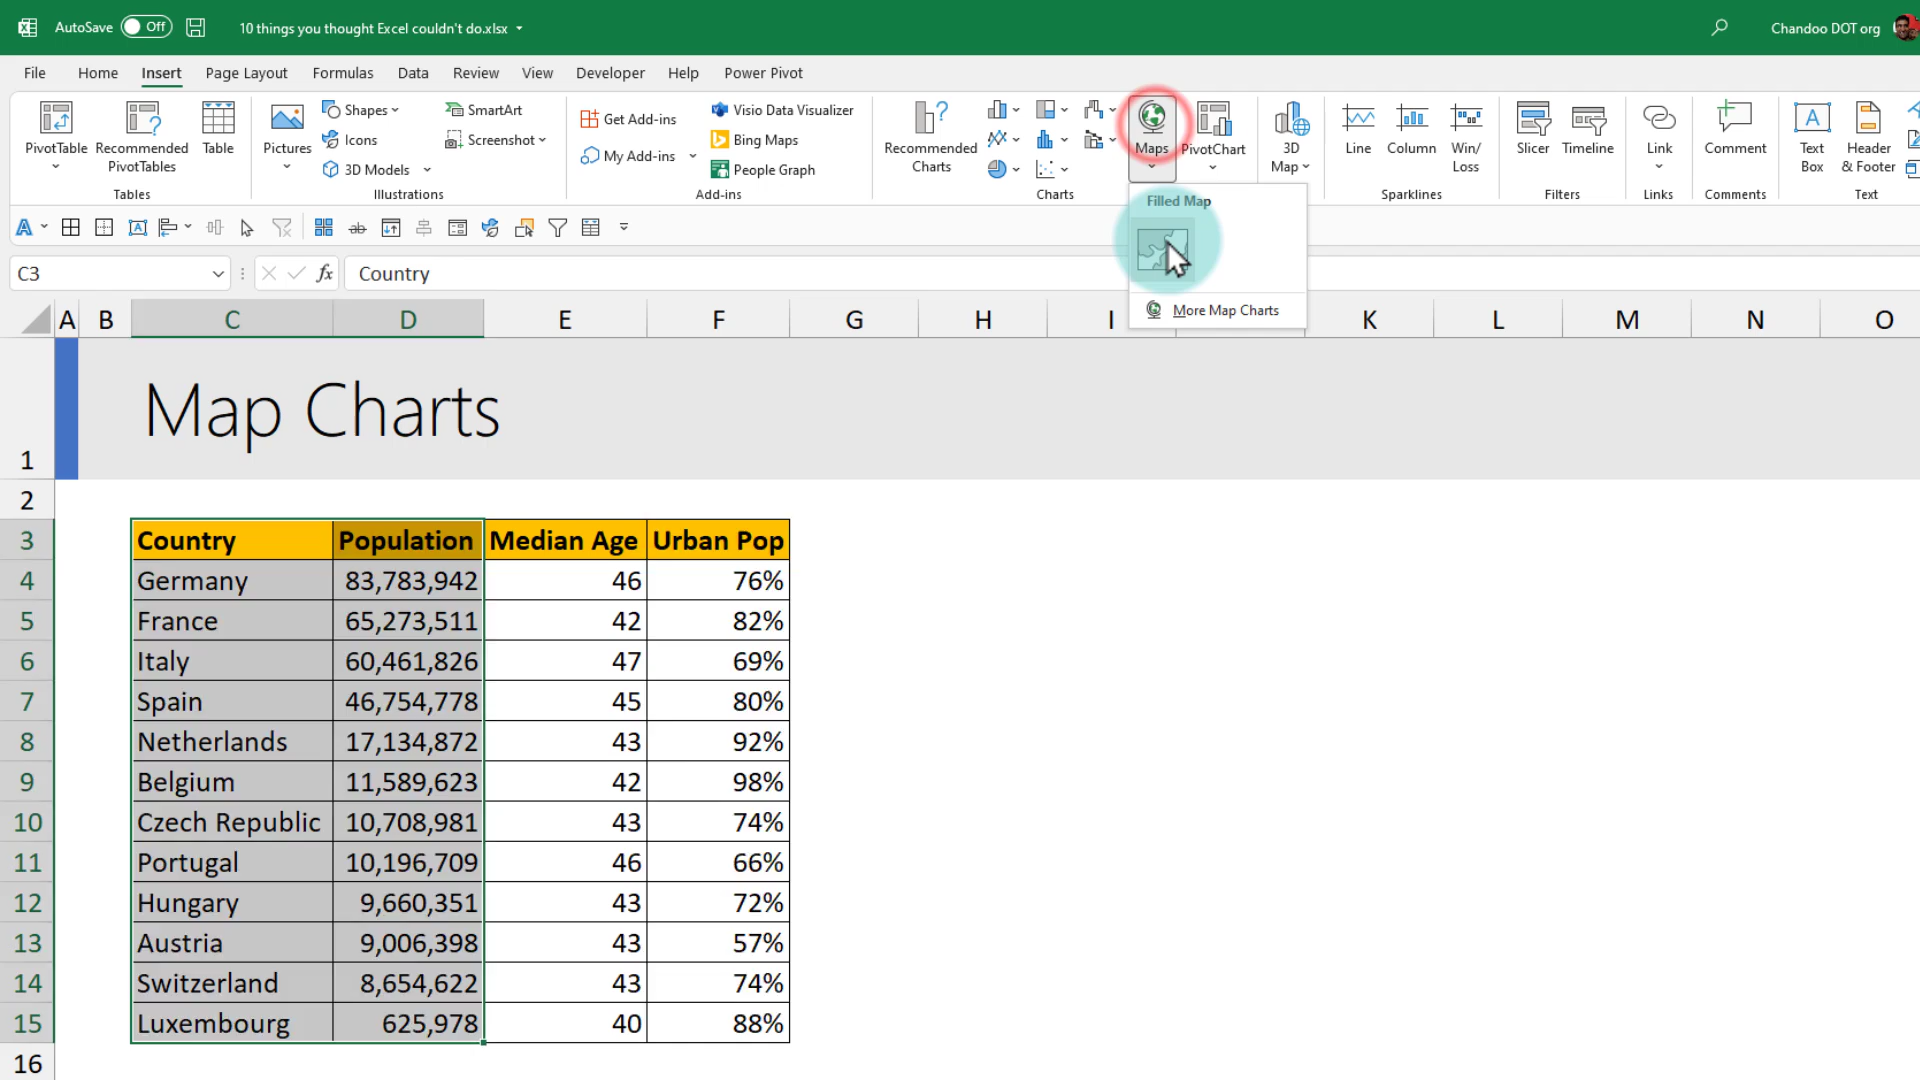 AutoSave Off 10 things you thought Excel couldn't do.xlsx Chandoo DOT org
File Home Insert Page Layout Formulas Data Review View Developer Help Power Pivot
PivotTable Recommended PivotTables Table
Tables
Pictures Shapes Icons 3D Models SmartArt Screenshot
Illustrations
Get Add-ins My Add-ins Visio Data Visualizer Bing Maps People Graph
Add-ins
Recommended Charts Maps PivotChart
Charts
3D Map
Line Column Win/Loss
Sparklines
Slicer Timeline
Filters
Link
Links
Comment
Comments
Text Box Header & Footer
Text
Filled Map
More Map Charts
C3 fx Country
A B C D E F G H I K L M N O
Map Charts
1
2
3 Country Population Median Age Urban Pop
4 Germany 83,783,942 46 76%
5 France 65,273,511 42 82%
6 Italy 60,461,826 47 69%
7 Spain 46,754,778 45 80%
8 Netherlands 17,134,872 43 92%
9 Belgium 11,589,623 42 98%
10 Czech Republic 10,708,981 43 74%
11 Portugal 10,196,709 46 66%
12 Hungary 9,660,351 43 72%
13 Austria 9,006,398 43 57%
14 Switzerland 8,654,622 43 74%
15 Luxembourg 625,978 40 88%
16